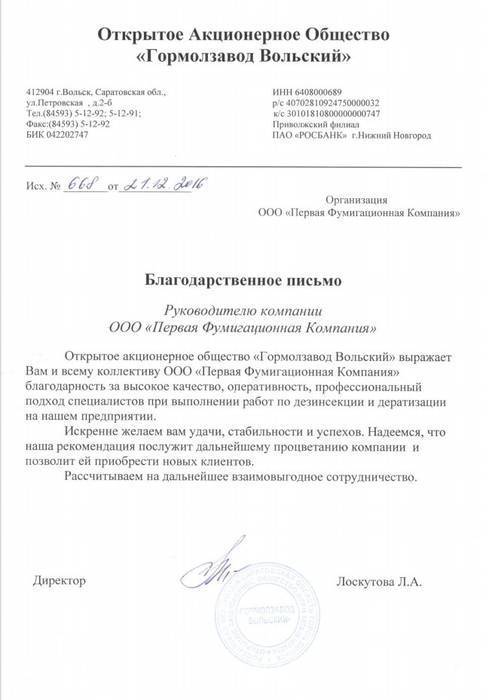 Открытое Акционерное Общество
«Гормолзавод Вольский»
412904 г.Вольск, Саратовская обл.,
ул.Петровская , д.2-б
Тел.(84593) 5-12-92; 5-12-91;
Факс:(84593) 5-12-92
БИК 042202747
ИНН 6408000689
р/с 40702810924750000032
к/с 30101810800000000747
Приволжский филиал
ПАО «РОСБАНК» г.Нижний Новгород
Исх. № 668 от 21.12.2016
Организация
ООО «Первая Фумигационная Компания»
Благодарственное письмо
Руководителю компании
ООО «Первая Фумигационная Компания»
Открытое акционерное общество «Гормолзавод Вольский» выражает
Вам и всему коллективу ООО «Первая Фумигационная Компания»
благодарность за высокое качество, оперативность, профессиональный
подход специалистов при выполнении работ по дезинсекции и дератизации
на нашем предприятии.
Искренне желаем вам удачи, стабильности и успехов. Надеемся, что
наша рекомендация послужит дальнейшему процветанию компании и
позволит ей приобрести новых клиентов.
Рассчитываем на дальнейшее взаимовыгодное сотрудничество.
Директор
Лоскутова Л.А.
ГОРМОЛЗАВОД
ВОЛЬСКИЙ